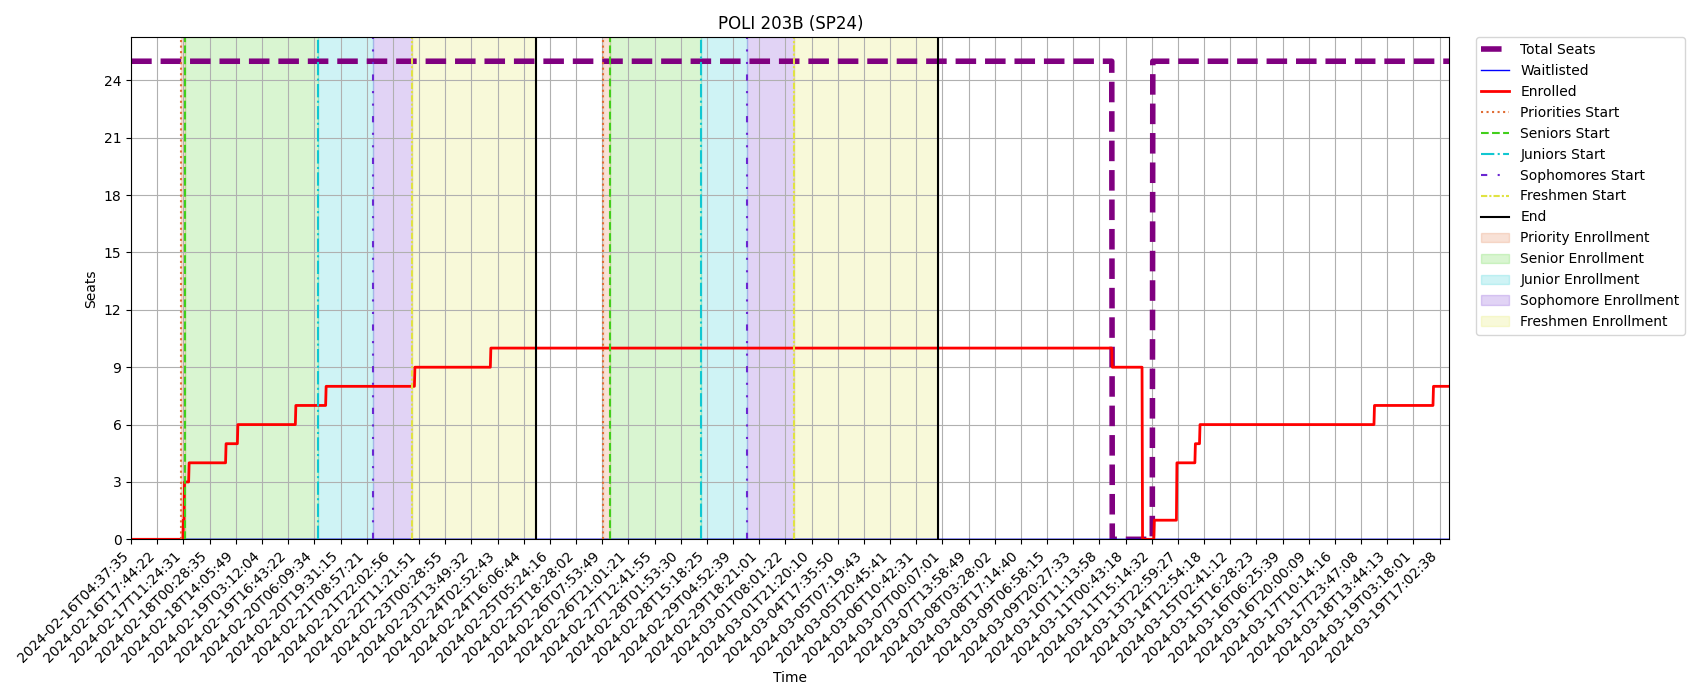 POLI 203B (SP24)
Seats
24
21
18
15
12
9
6
3
0
2024-02-16T04:37:35
2024-02-16T17:44:22
2024-02-17T11:24:31
2024-02-18T00:28:35
2024-02-18T14:05:49
2024-02-19T03:12:04
2024-02-19T16:43:22
2024-02-20T06:09:34
2024-02-20T19:31:15
2024-02-21T08:57:21
2024-02-21T22:02:56
2024-02-22T11:21:51
2024-02-23T00:28:55
2024-02-23T13:49:32
2024-02-24T02:52:43
2024-02-24T16:06:44
2024-02-25T05:24:16
2024-02-25T18:28:02
2024-02-26T07:53:49
2024-02-26T21:01:21
2024-02-27T12:41:55
2024-02-28T01:53:30
2024-02-28T15:18:25
2024-02-29T04:52:39
2024-02-29T18:21:01
2024-03-01T08:01:22
2024-03-01T21:20:10
2024-03-04T17:35:50
2024-03-05T07:19:43
2024-03-05T20:45:41
2024-03-06T10:42:31
2024-03-07T00:07:01
2024-03-07T13:58:49
2024-03-08T03:28:02
2024-03-08T17:14:40
2024-03-09T06:58:15
2024-03-09T20:27:33
2024-03-10T11:13:58
2024-03-11T00:43:18
2024-03-11T15:14:32
2024-03-13T22:59:27
2024-03-14T12:54:18
2024-03-15T02:41:12
2024-03-15T16:28:23
2024-03-16T06:25:39
2024-03-16T20:00:09
2024-03-17T10:14:16
2024-03-17T23:47:08
2024-03-18T13:44:13
2024-03-19T03:18:01
2024-03-19T17:02:38
Time
Total Seats
Waitlisted
Enrolled
Priorities Start
Seniors Start
Juniors Start
Sophomores Start
Freshmen Start
End
Priority Enrollment
Senior Enrollment
Junior Enrollment
Sophomore Enrollment
Freshmen Enrollment